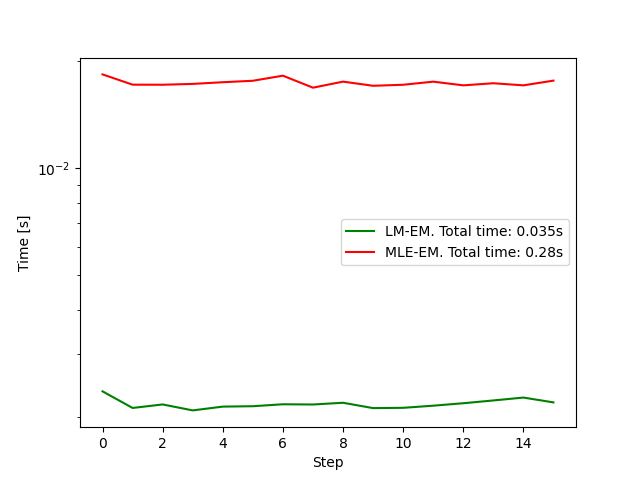 10⁻²
Time [s]
LM-EM. Total time: 0.035s
MLE-EM. Total time: 0.28s
0 2 4 6 8 10 12 14
Step